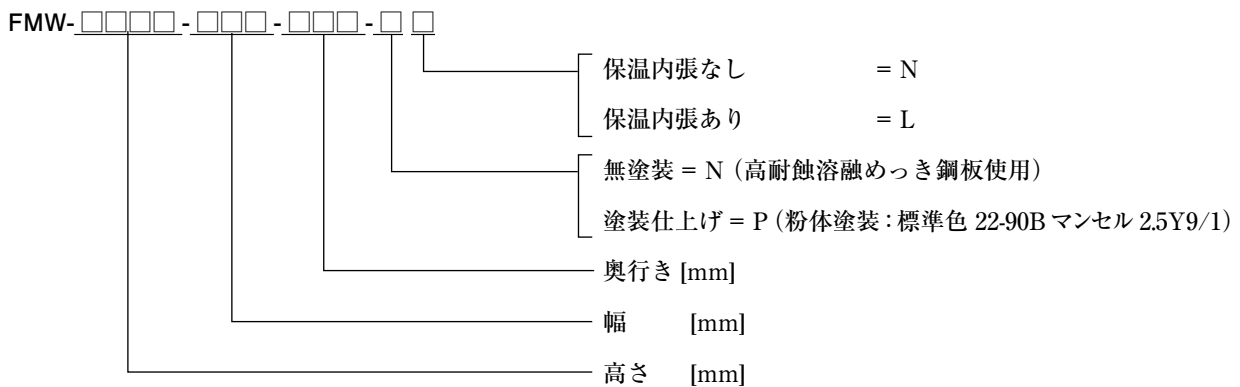 FMW-□□□□-□□□-□□□-□□
保温内張なし = N
保温内張あり = L
無塗装 = N（高耐蝕溶融めっき鋼板使用）
塗装仕上げ = P（粉体塗装：標準色 22-90B マンセル 2.5Y9/1）
奥行き [mm]
幅 [mm]
高さ [mm]